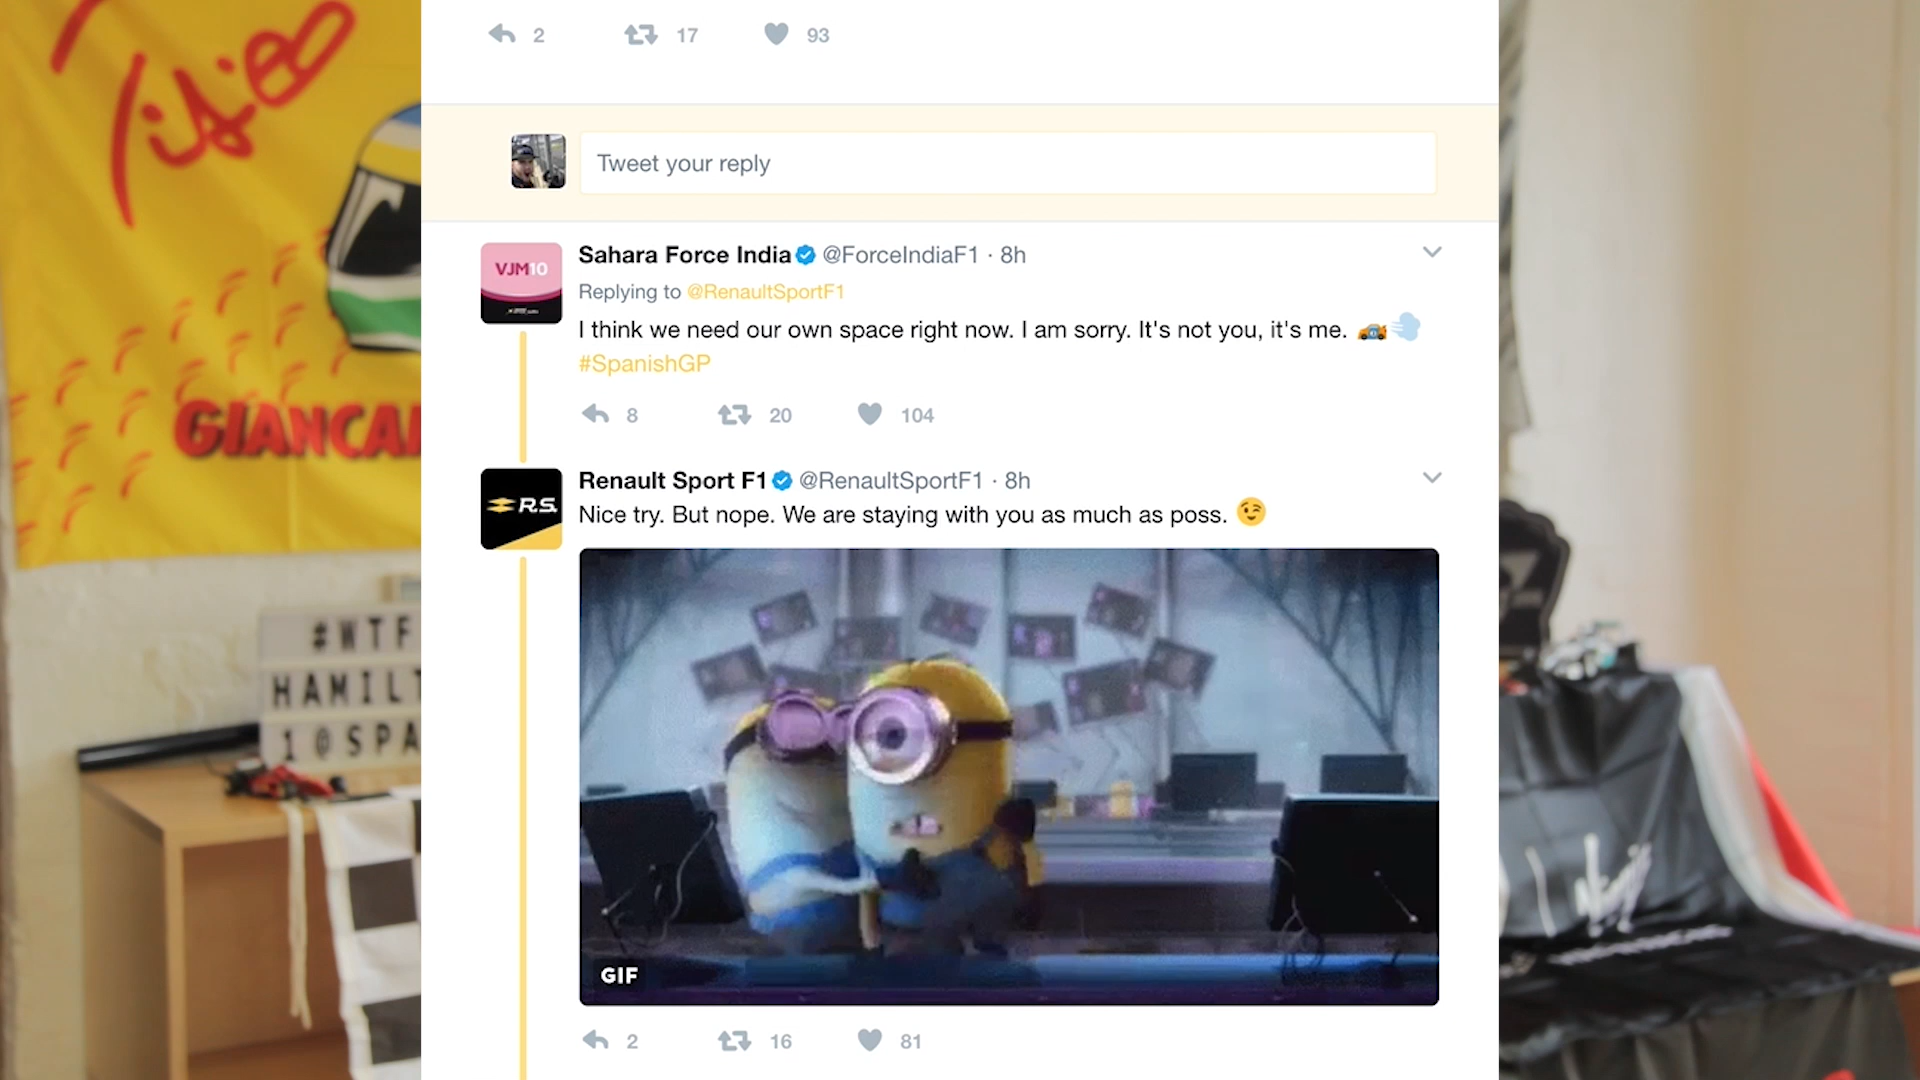 2 17 93
Tweet your reply
VJM10
Sahara Force India @ForceIndiaF1 · 8h
Replying to @RenaultSportF1
I think we need our own space right now. I am sorry. It's not you, it's me.
#SpanishGP
8 20 104
R.S.
Renault Sport F1 @RenaultSportF1 · 8h
Nice try. But nope. We are staying with you as much as poss.
GIF
2 16 81
GIANCA
#WTF
HAMILT
1@SPA